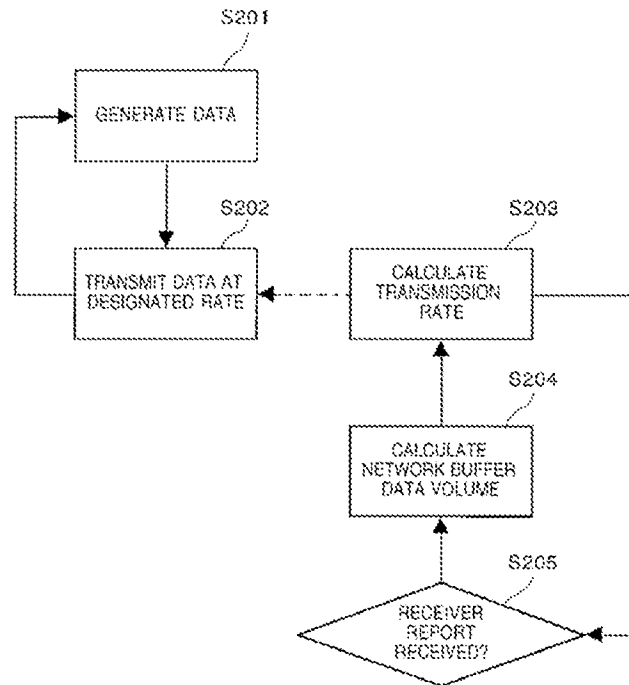 S201
GENERATE DATA
S202
TRANSMIT DATA AT
DESIGNATED RATE
S203
CALCULATE
TRANSMISSION
RATE
S204
CALCULATE
NETWORK BUFFER
DATA VOLUME
S205
RECEIVER
REPORT
RECEIVED?